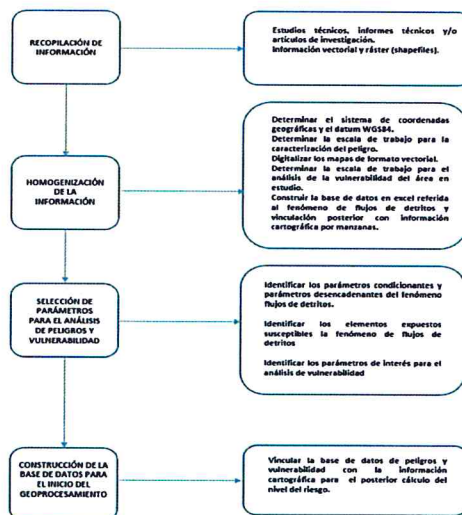 RECOPILACIÓN DE
INFORMACIÓN
Estudios técnicos, informes técnicos y/o
artículos de investigación.
Información vectorial y ráster (shapefiles).
HOMOGENIZACIÓN
DE LA
INFORMACIÓN
Determinar el sistema de coordenadas
geográficas y el datum WGS84.
Determinar la escala de trabajo para la
caracterización del peligro.
Digitalizar los mapas de formato vectorial.
Determinar la escala de trabajo para el
análisis de la vulnerabilidad del área en
estudio.
Construir la base de datos en excel referida
al fenómeno de flujos de detritos y
vinculación posterior con información
cartográfica por manzanas.
SELECCIÓN DE
PARÁMETROS
PARA EL ANÁLISIS
DE PELIGROS Y
VULNERABILIDAD
Identificar los parámetros condicionantes y
parámetros desencadenantes del fenómeno
flujos de detritos.
Identificar los elementos expuestos
susceptibles la fenómeno de flujos de
detritos
Identificar los parámetros de interés para el
análisis de vulnerabilidad
CONSTRUCCIÓN DE LA
BASE DE DATOS PARA
EL INICIO DEL
GEOPROCESAMIENTO
Vincular la base de datos de peligros y
vulnerabilidad con la información
cartográfica para el posterior cálculo del
nivel del riesgo.